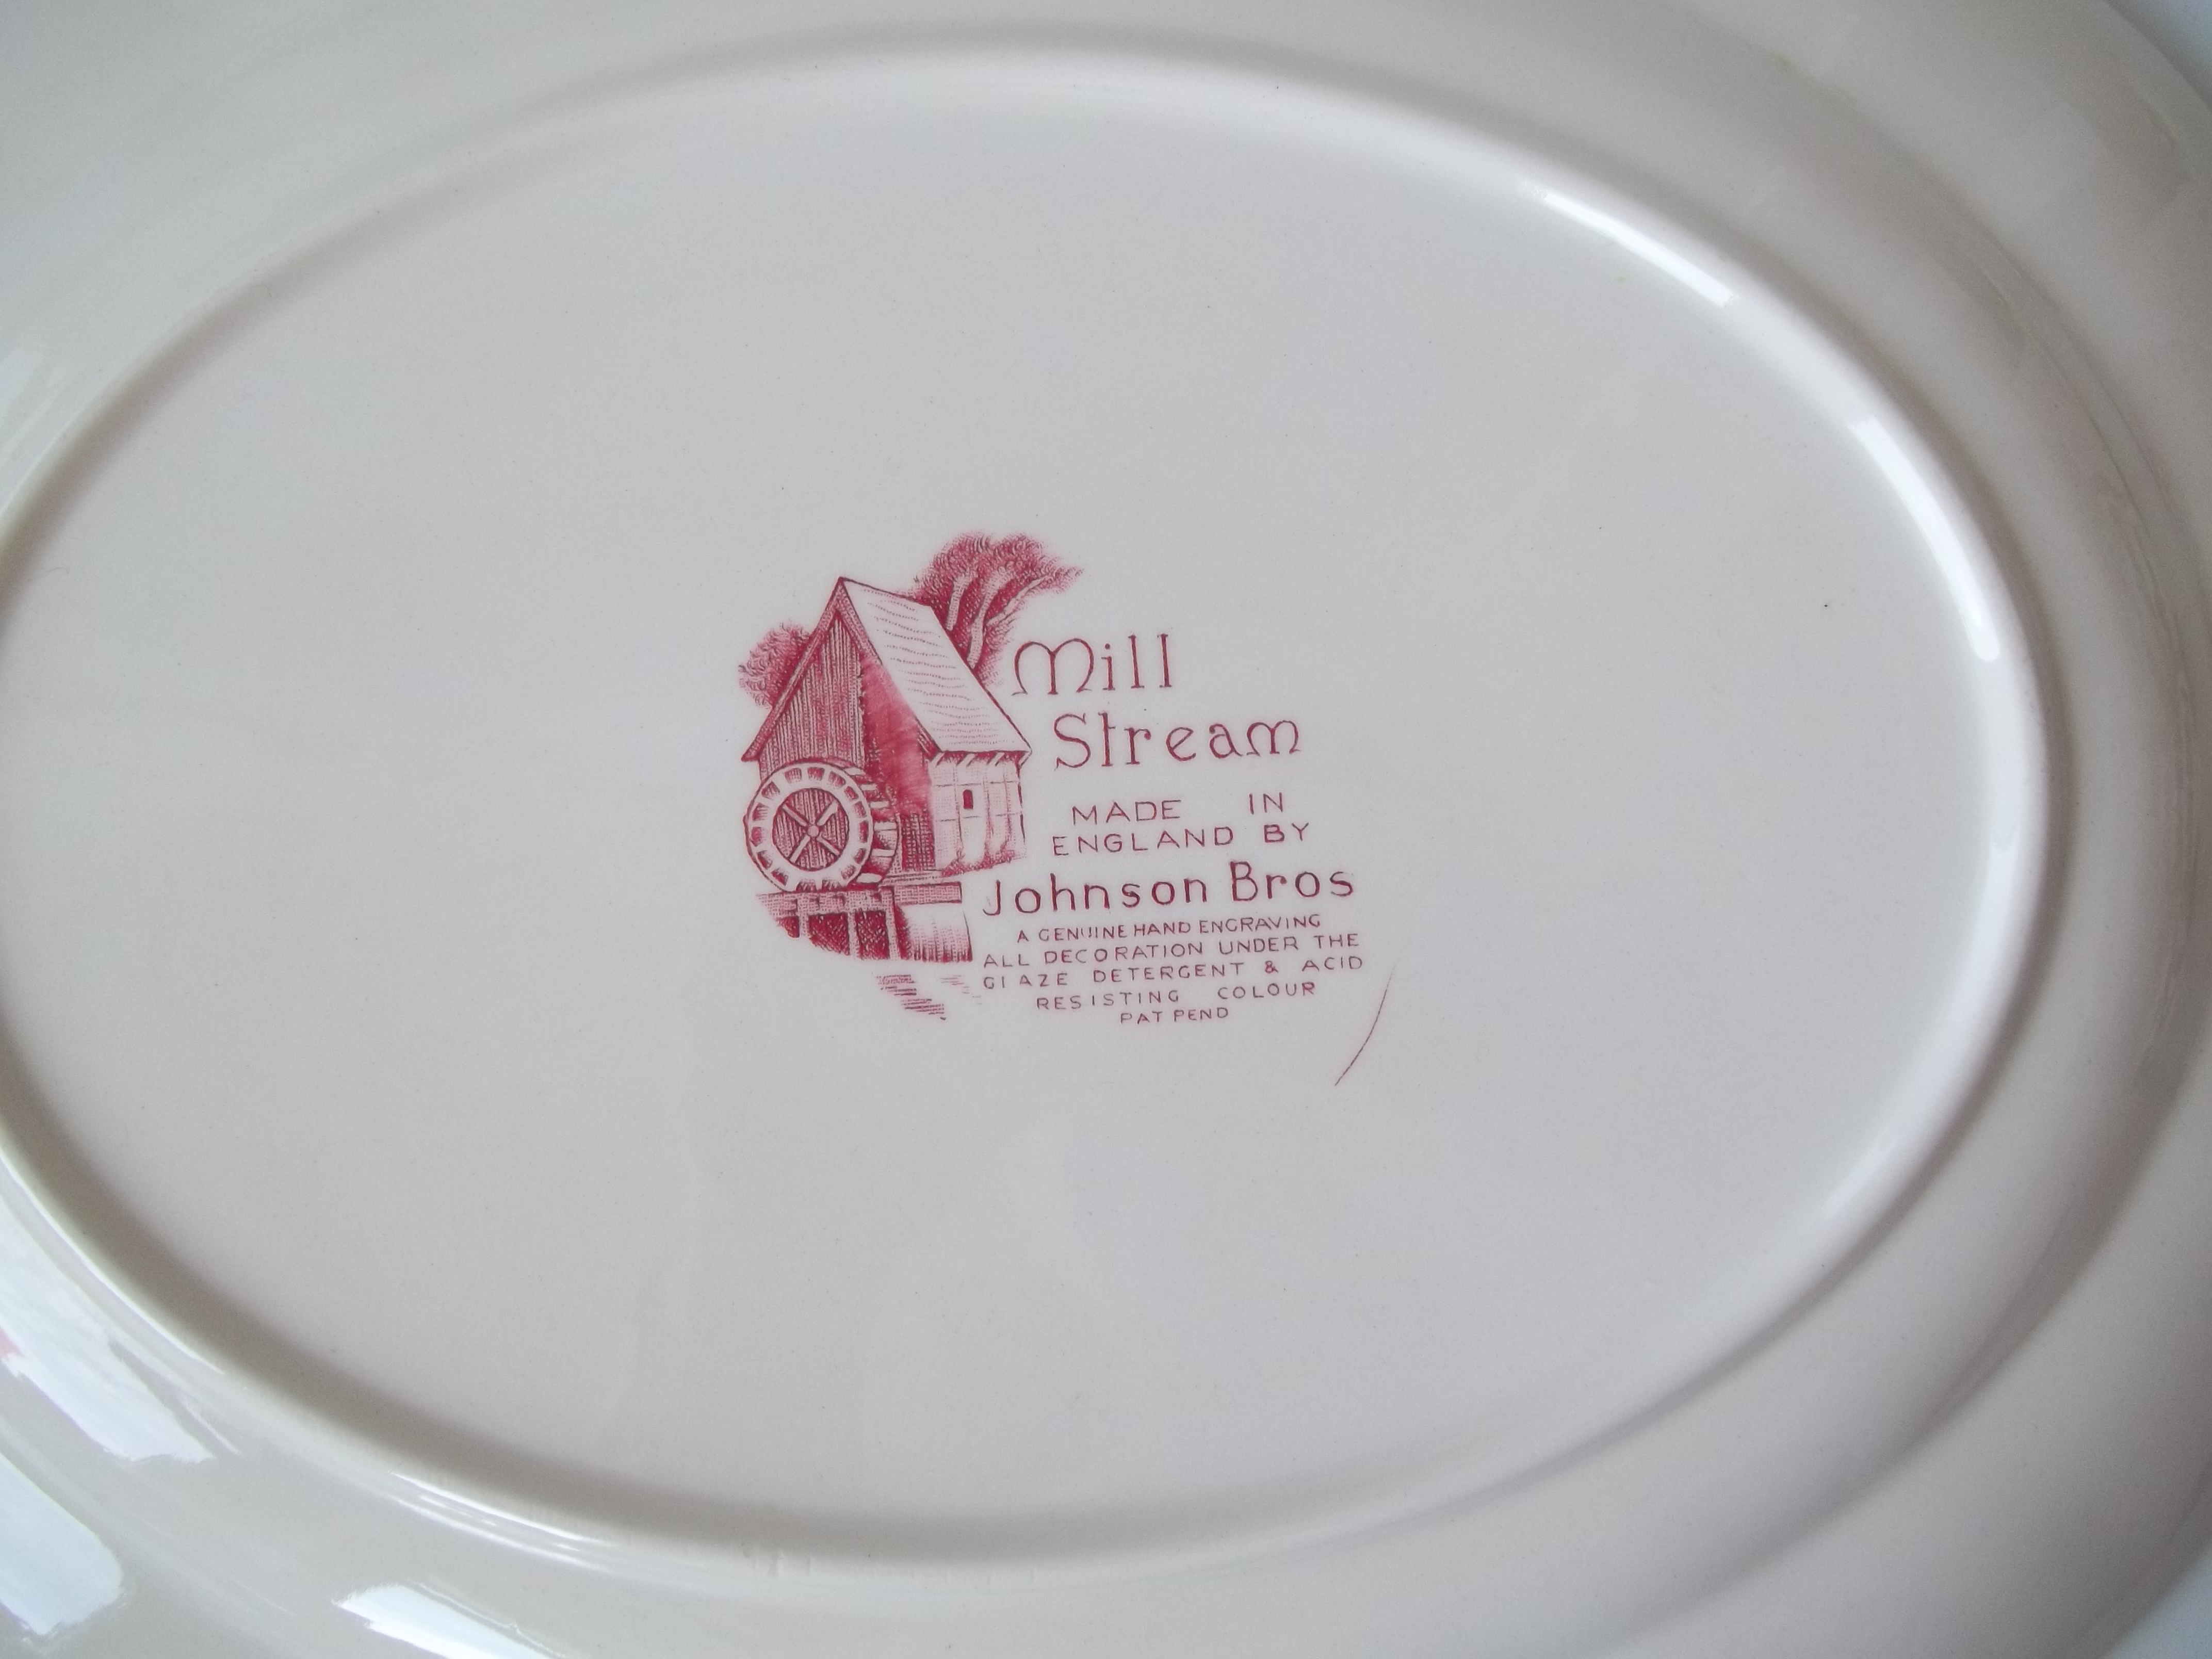 Mill
Stream
MADE IN
ENGLAND BY
Johnson Bros
A GENUINE HAND ENGRAVING
ALL DECORATION UNDER THE
GLAZE DETERGENT & ACID
RESISTING COLOUR
PAT PEND